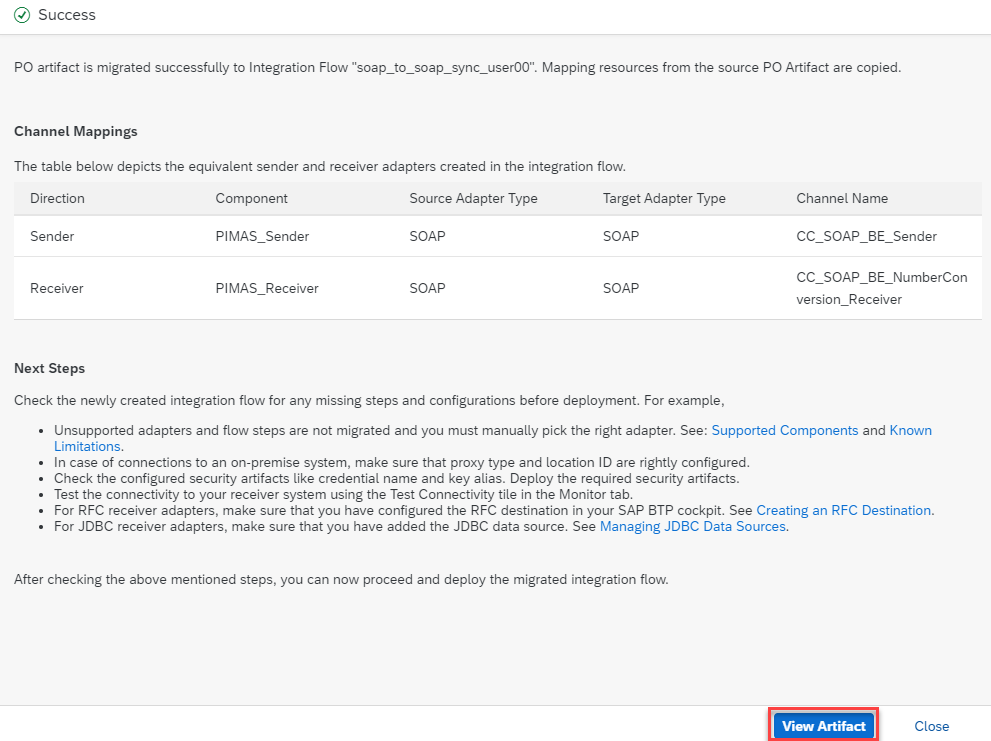 Success
PO artifact is migrated successfully to Integration Flow "soap_to_soap_sync_user00". Mapping resources from the source PO Artifact are copied.
Channel Mappings
The table below depicts the equivalent sender and receiver adapters created in the integration flow.
Direction Component Source Adapter Type Target Adapter Type Channel Name
Sender PIMAS_Sender SOAP SOAP CC_SOAP_BE_Sender
Receiver PIMAS_Receiver SOAP SOAP CC_SOAP_BE_NumberCon
version_Receiver
Next Steps
Check the newly created integration flow for any missing steps and configurations before deployment. For example,
• Unsupported adapters and flow steps are not migrated and you must manually pick the right adapter. See: Supported Components and Known
Limitations.
• In case of connections to an on-premise system, make sure that proxy type and location ID are rightly configured.
• Check the configured security artifacts like credential name and key alias. Deploy the required security artifacts.
• Test the connectivity to your receiver system using the Test Connectivity tile in the Monitor tab.
• For RFC receiver adapters, make sure that you have configured the RFC destination in your SAP BTP cockpit. See Creating an RFC Destination.
• For JDBC receiver adapters, make sure that you have added the JDBC data source. See Managing JDBC Data Sources.
After checking the above mentioned steps, you can now proceed and deploy the migrated integration flow.
View Artifact Close